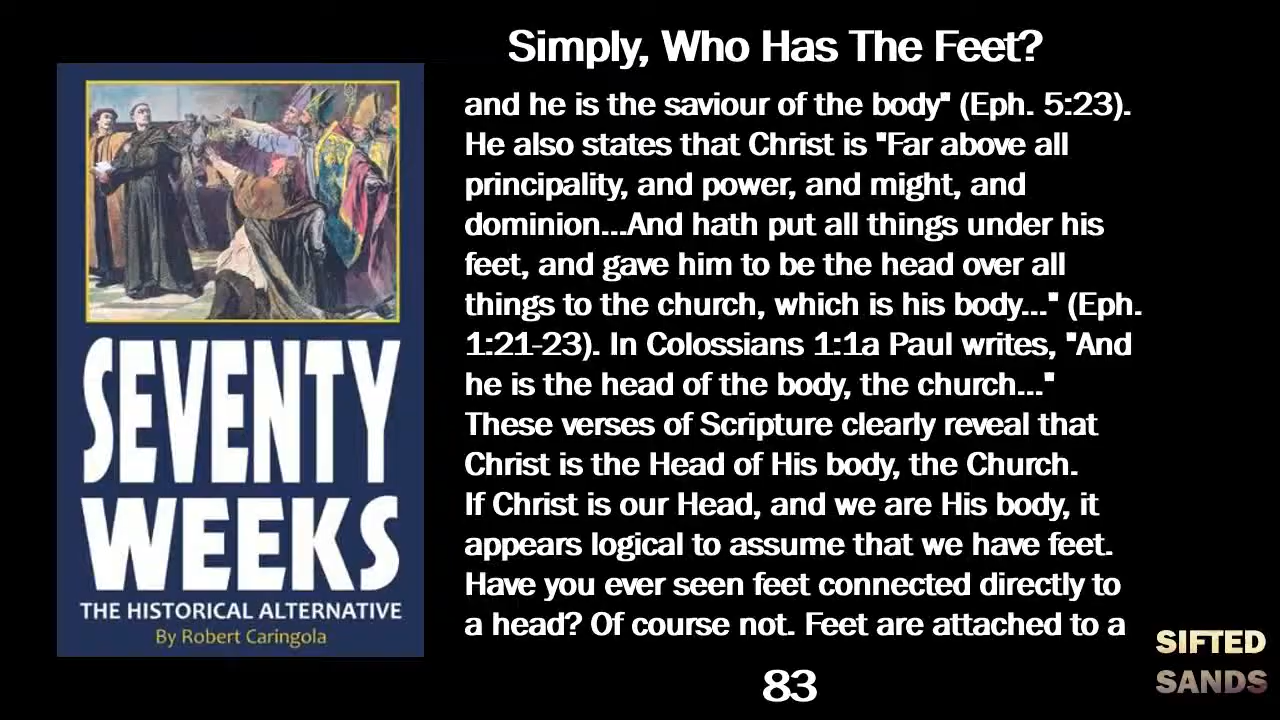 Simply, Who Has The Feet?
and he is the saviour of the body" (Eph. 5:23).
He also states that Christ is "Far above all
principality, and power, and might, and
dominion...And hath put all things under his
feet, and gave him to be the head over all
things to the church, which is his body..." (Eph.
1:21-23). In Colossians 1:1a Paul writes, "And
he is the head of the body, the church..."
These verses of Scripture clearly reveal that
Christ is the Head of His body, the Church.
If Christ is our Head, and we are His body, it
appears logical to assume that we have feet.
Have you ever seen feet connected directly to
a head? Of course not. Feet are attached to a
83
SEVENTY
WEEKS
THE HISTORICAL ALTERNATIVE
By Robert Caringola
SIFTED
SANDS